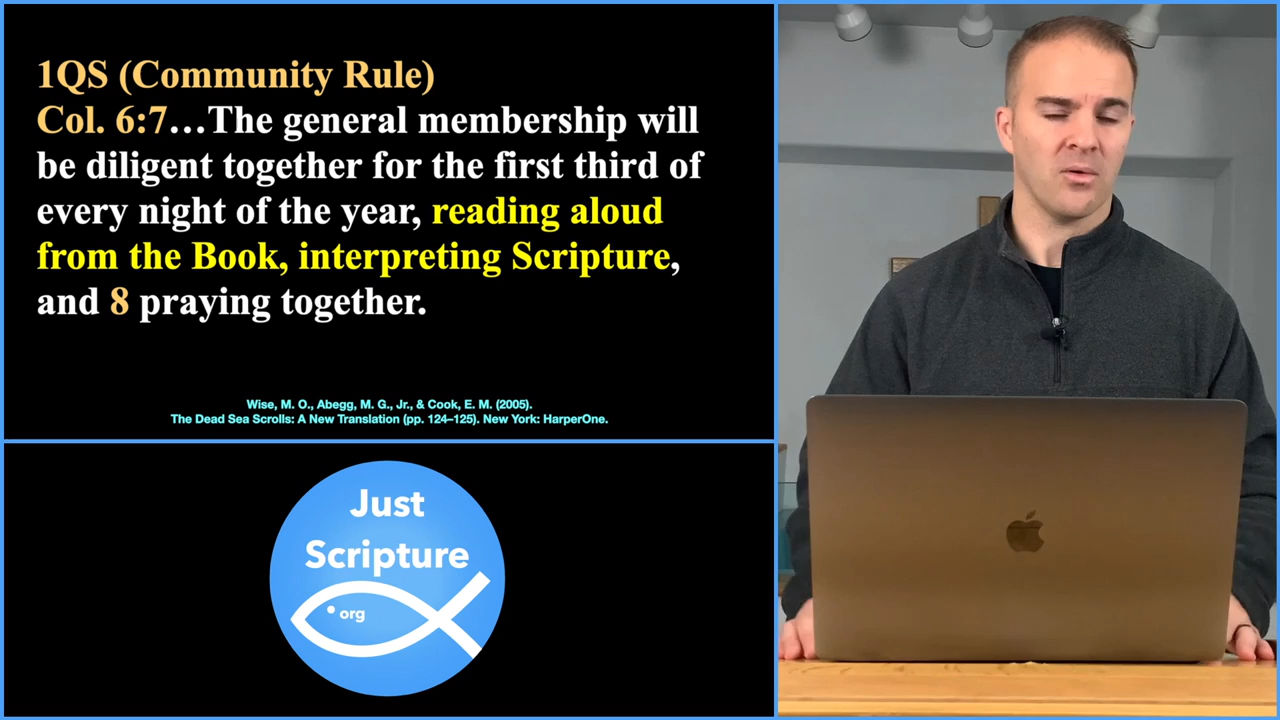 1QS (Community Rule)
Col. 6:7…The general membership will
be diligent together for the first third of
every night of the year, reading aloud
from the Book, interpreting Scripture,
and 8 praying together.
Wise, M. O., Abegg, M. G., Jr., & Cook, E. M. (2005).
The Dead Sea Scrolls: A New Translation (pp. 124–125). New York: HarperOne.
Just
Scripture
org